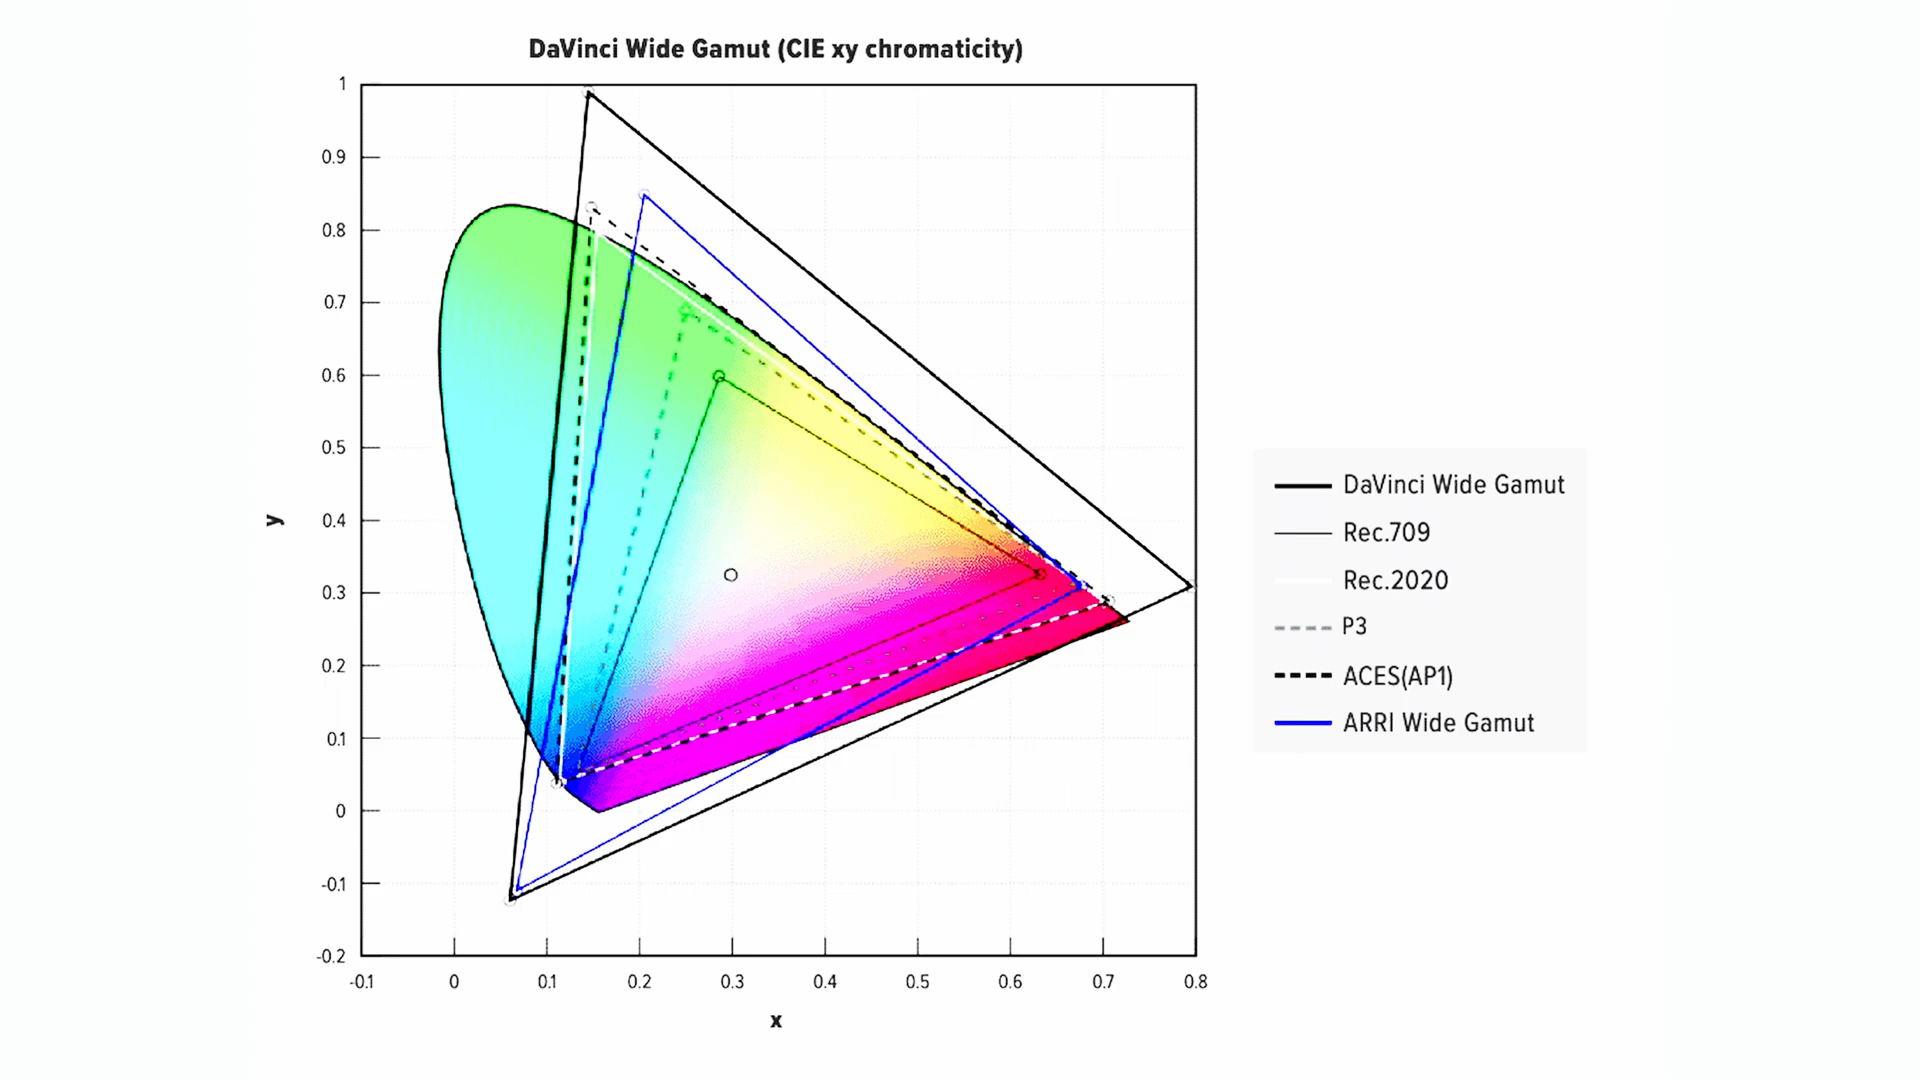 DaVinci Wide Gamut (CIE xy chromaticity)
1
0.9
0.8
0.7
0.6
0.5
0.4
0.3
0.2
0.1
0
-0.1
-0.2
y
-0.1 0 0.1 0.2 0.3 0.4 0.5 0.6 0.7 0.8
x
DaVinci Wide Gamut
Rec.709
Rec.2020
P3
ACES(AP1)
ARRI Wide Gamut